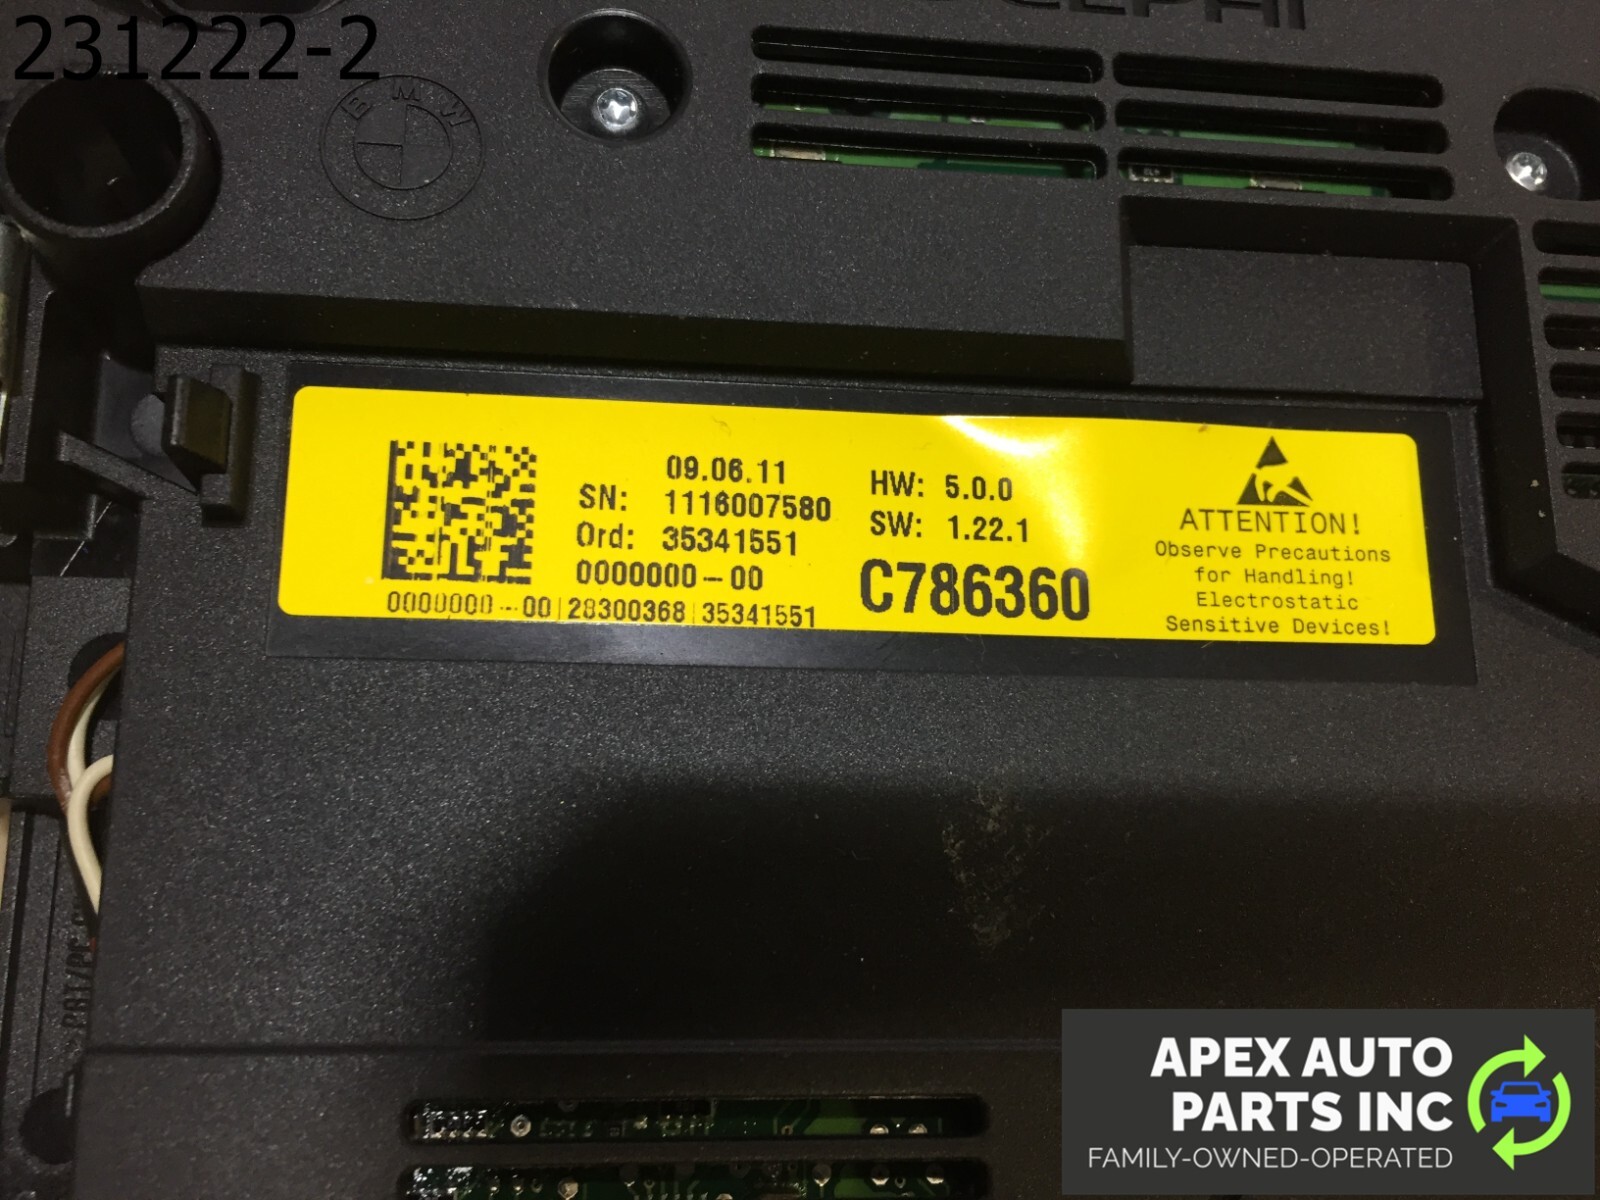 231222-2
BMW
09.06.11
SN: 1116007580
Ord: 35341551
0000000-00
0000000-00|28300368|35341551
HW: 5.0.0
SW: 1.22.1
C786360
ATTENTION!
Observe Precautions
for Handling!
Electrostatic
Sensitive Devices!
APEX AUTO
PARTS INC
FAMILY-OWNED-OPERATED